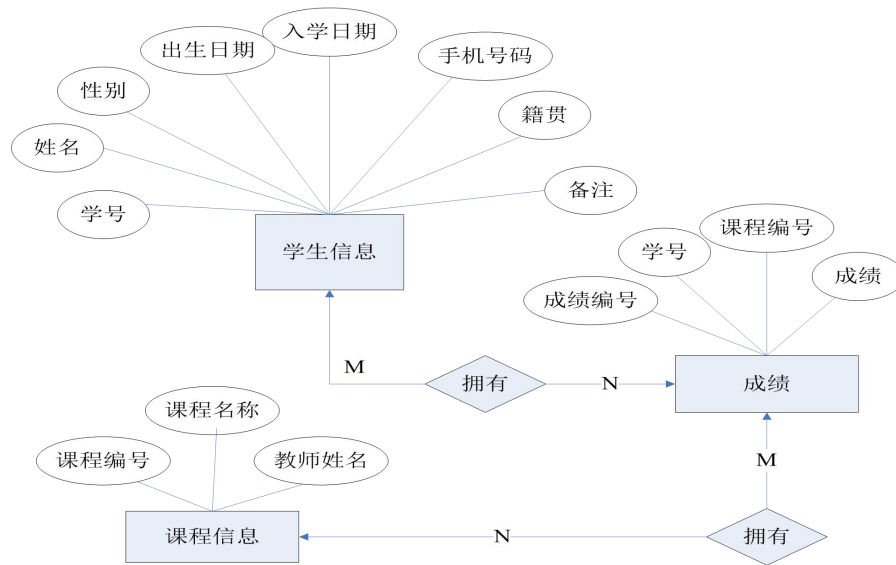 入学日期
出生日期
手机号码
性别
籍贯
姓名
备注
学号
学生信息
课程编号
学号
成绩
成绩编号
M
拥有
N
成绩
课程名称
课程编号
教师姓名
M
课程信息
N
拥有